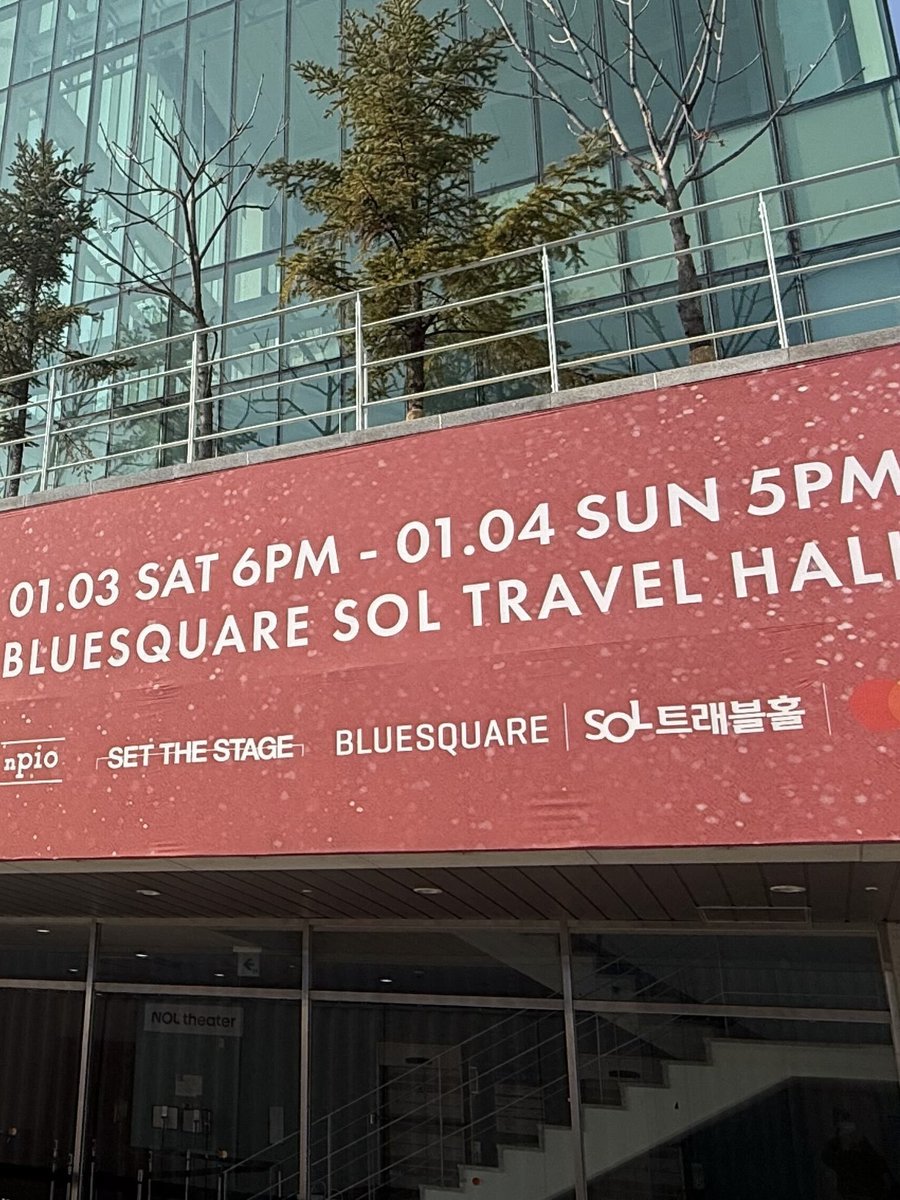 01.03 SAT 6PM - 01.04 SUN 5PM
BLUESQUARE SOL TRAVEL HALL
npio
SET THE STAGE
BLUESQUARE
SOL트래블홀
NOL theater